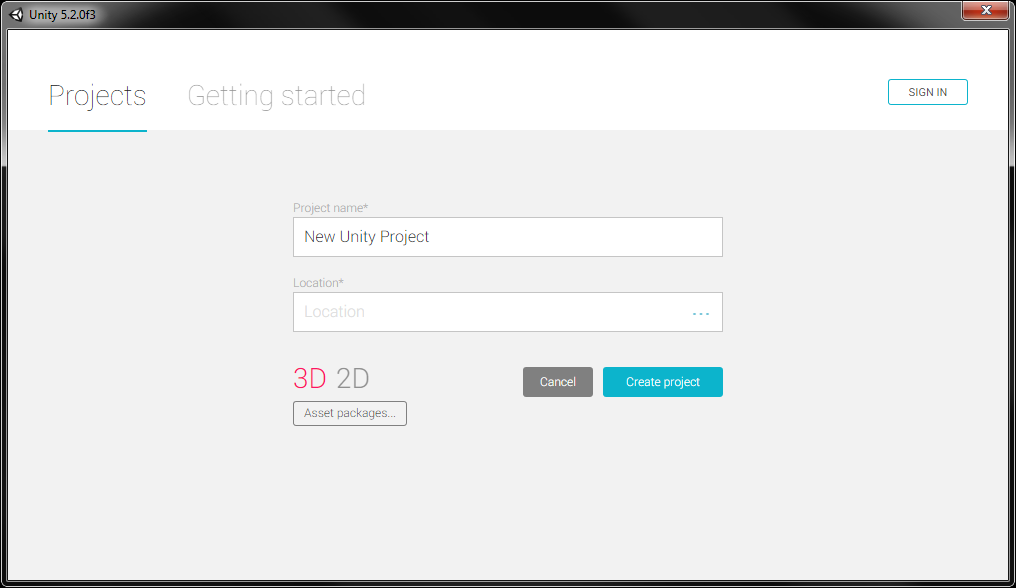 Unity 5.2.0f3
Projects
Getting started
SIGN IN
Project name*
New Unity Project
Location*
Location
...
3D 2D
Cancel
Create project
Asset packages...